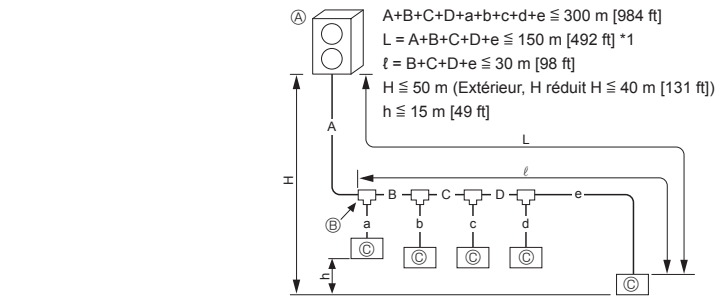 Ⓐ
A+B+C+D+a+b+c+d+e ≦ 300 m [984 ft]
L = A+B+C+D+e ≦ 150 m [492 ft] *1
ℓ = B+C+D+e ≦ 30 m [98 ft]
H ≦ 50 m (Extérieur, H réduit H ≦ 40 m [131 ft])
h ≦ 15 m [49 ft]
A
L
H
ℓ
B C D e
Ⓑ
a b c d
Ⓒ Ⓒ Ⓒ Ⓒ
h
Ⓒ